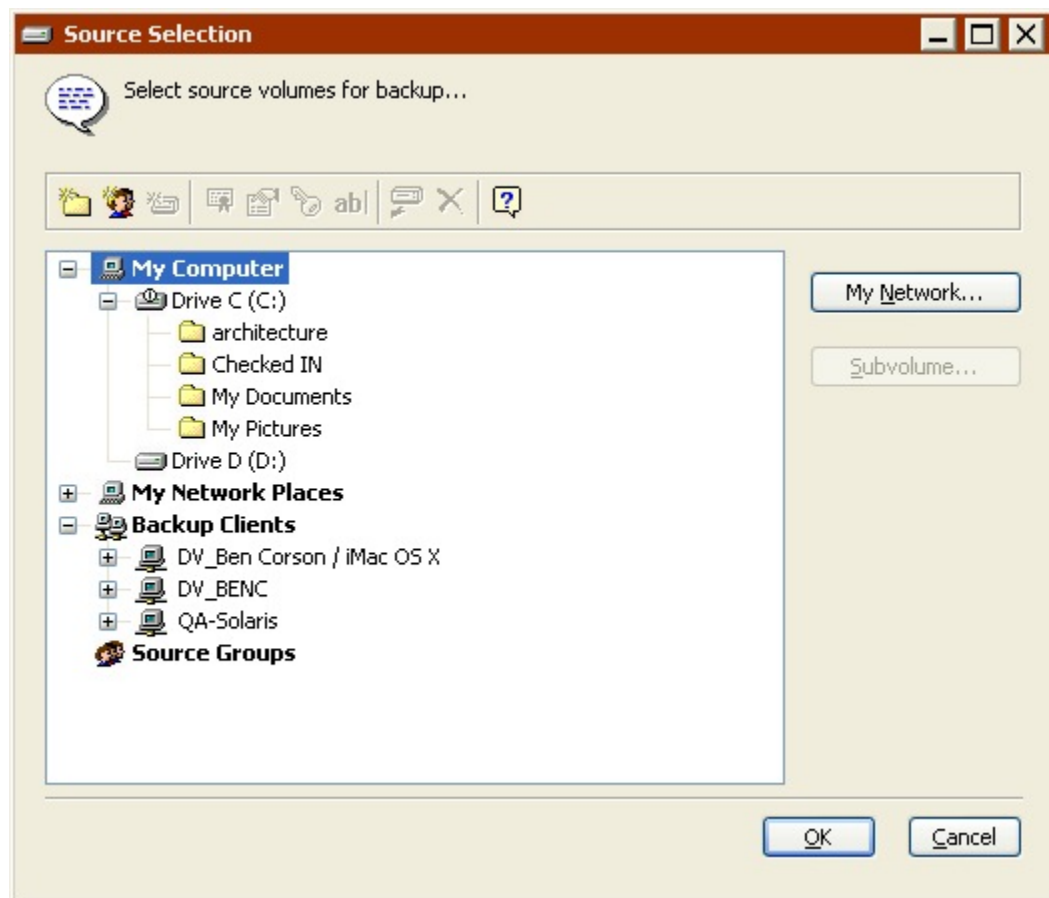 Source Selection
Select source volumes for backup...
ab|
My Computer
Drive C (C:)
architecture
Checked IN
My Documents
My Pictures
Drive D (D:)
My Network Places
Backup Clients
DV_Ben Corson / iMac OS X
DV_BENC
QA-Solaris
Source Groups
My Network...
Subvolume...
OK
Cancel